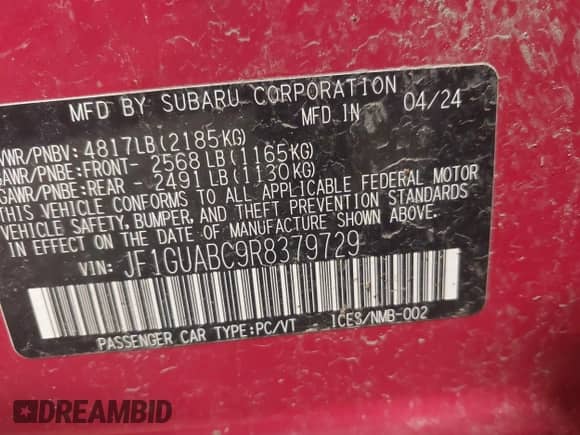 MFD BY SUBARU CORPORATION
MFD IN 04/24
VWR/PNBV: 4817LB(2185KG)
GAWR/PNBE:FRONT- 2568 LB(1165KG)
GAWR/PNBE:REAR - 2491 LB(1130KG)
THIS VEHICLE CONFORMS TO ALL APPLICABLE FEDERAL MOTOR
VEHICLE SAFETY, BUMPER, AND THEFT PREVENTION STANDARDS
IN EFFECT ON THE DATE OF MANUFACTURE SHOWN ABOVE.
VIN: JF1GUABC9R8379729
PASSENGER CAR TYPE:PC/VT ICES/NMB-002
DREAMBID